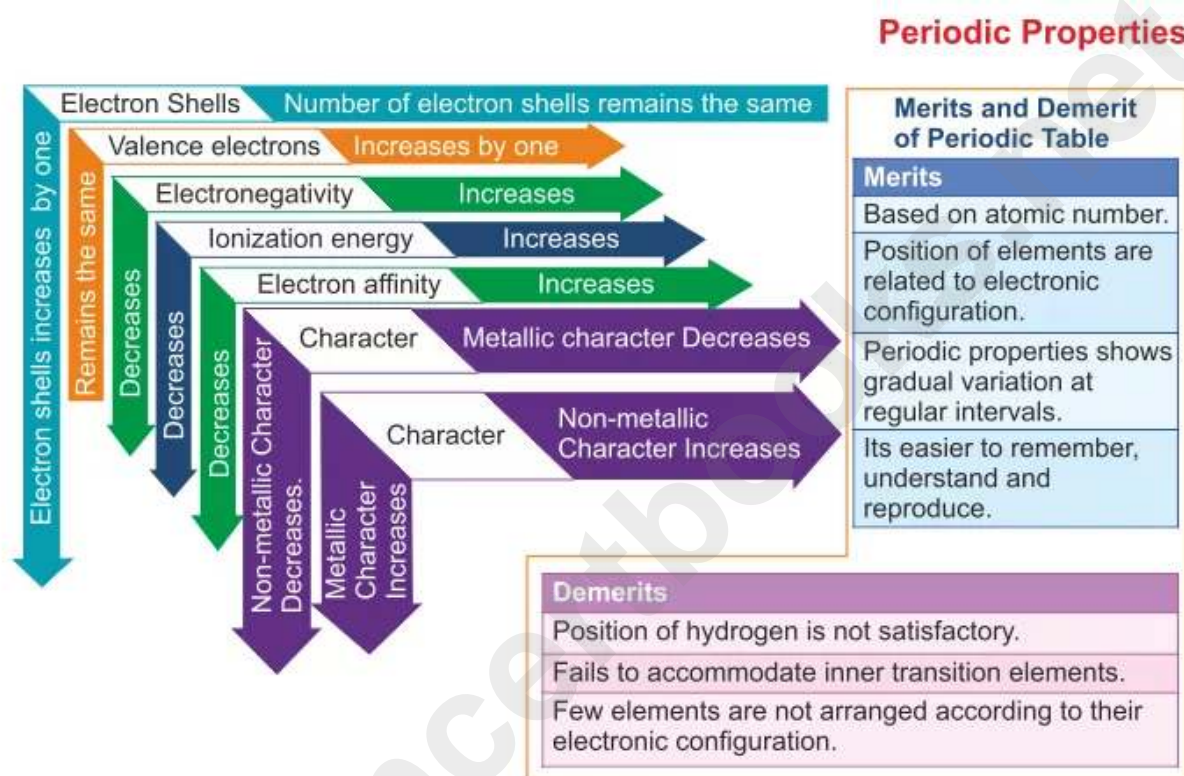 Periodic Properties
Electron Shells
Number of electron shells remains the same
Electron shells increases by one
Valence electrons
Increases by one
Remains the same
Electronegativity
Increases
Decreases
Ionization energy
Increases
Decreases
Electron affinity
Increases
Decreases
Character
Metallic character Decreases
Non-metallic Character
Decreases.
Character
Non-metallic
Character Increases
Metallic
Character
Increases
Merits and Demerit
of Periodic Table
Merits
Based on atomic number.
Position of elements are
related to electronic
configuration.
Periodic properties shows
gradual variation at
regular intervals.
Its easier to remember,
understand and
reproduce.
Demerits
Position of hydrogen is not satisfactory.
Fails to accommodate inner transition elements.
Few elements are not arranged according to their
electronic configuration.